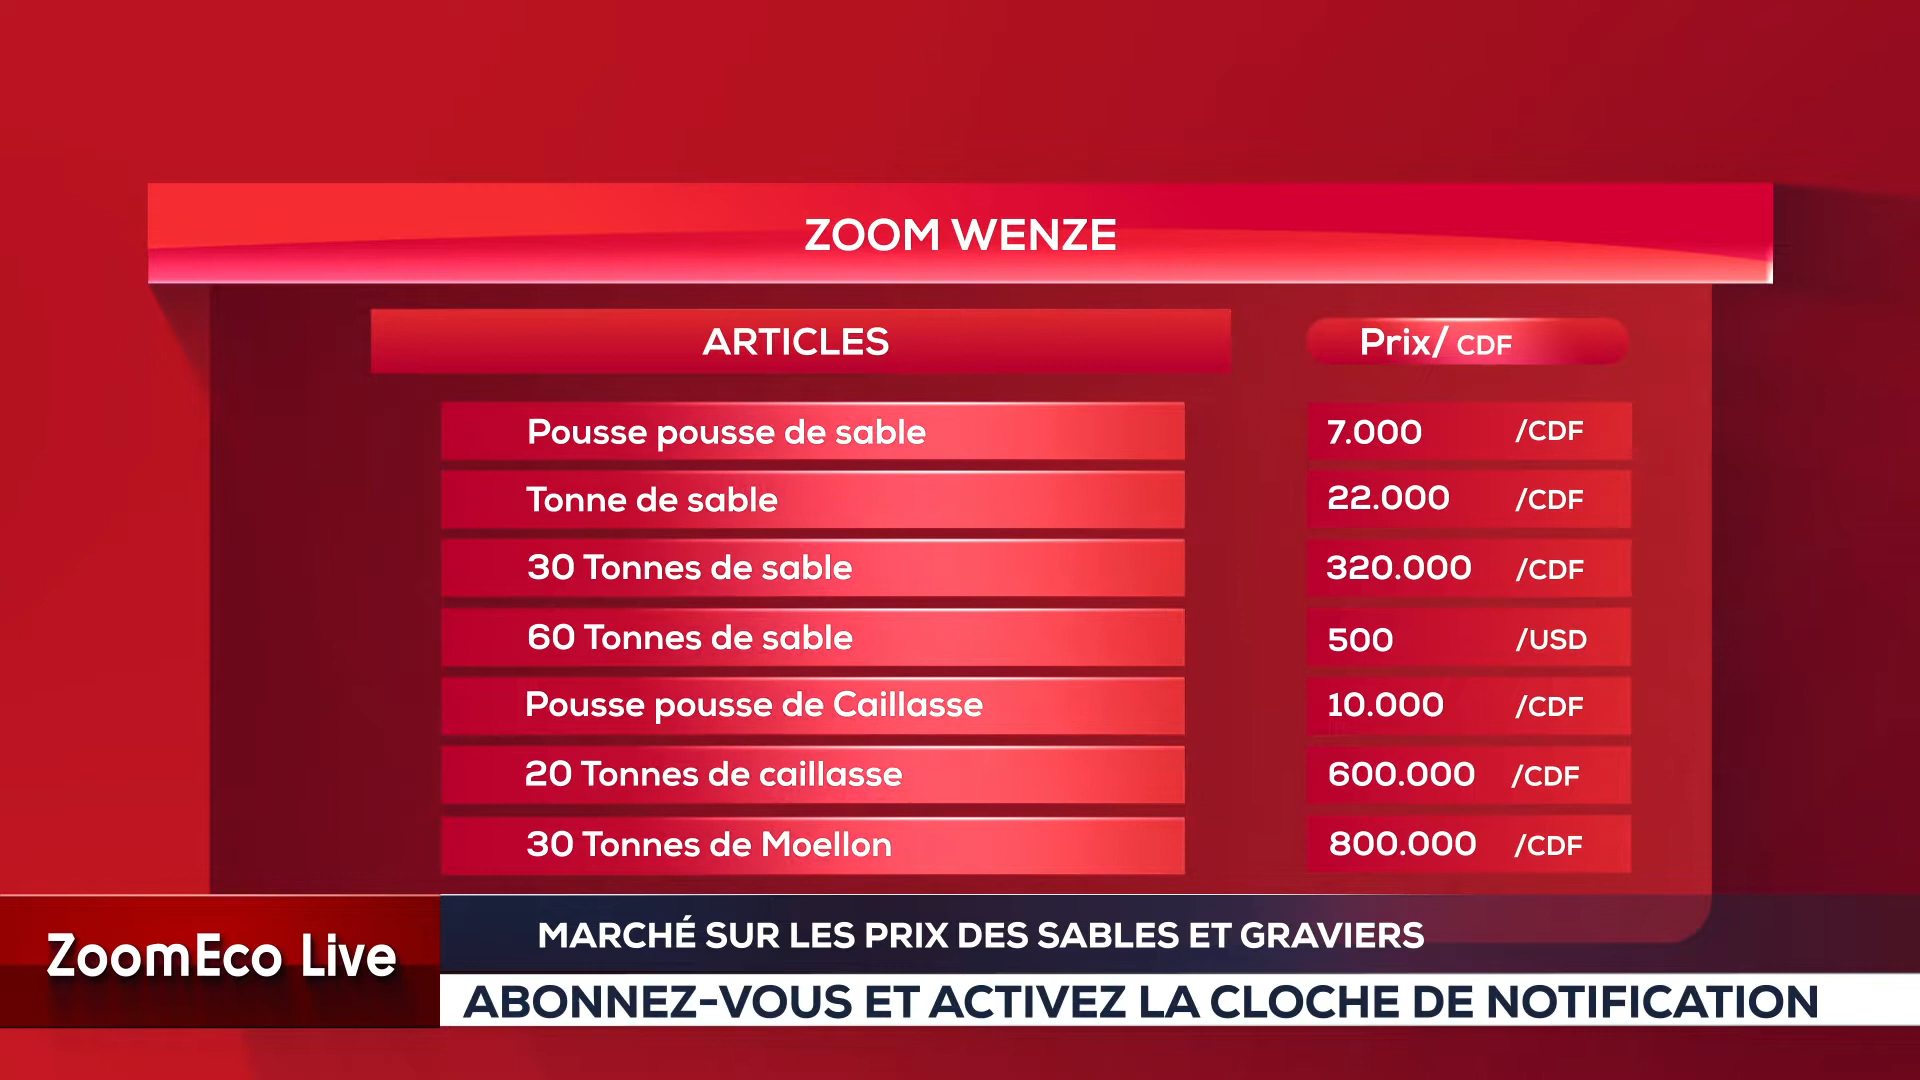 ZOOM WENZE
ARTICLES Prix/ CDF
Pousse pousse de sable 7.000 /CDF
Tonne de sable 22.000 /CDF
30 Tonnes de sable 320.000 /CDF
60 Tonnes de sable 500 /USD
Pousse pousse de Caillasse 10.000 /CDF
20 Tonnes de caillasse 600.000 /CDF
30 Tonnes de Moellon 800.000 /CDF
ZoomEco Live
MARCHÉ SUR LES PRIX DES SABLES ET GRAVIERS
ABONNEZ-VOUS ET ACTIVEZ LA CLOCHE DE NOTIFICATION